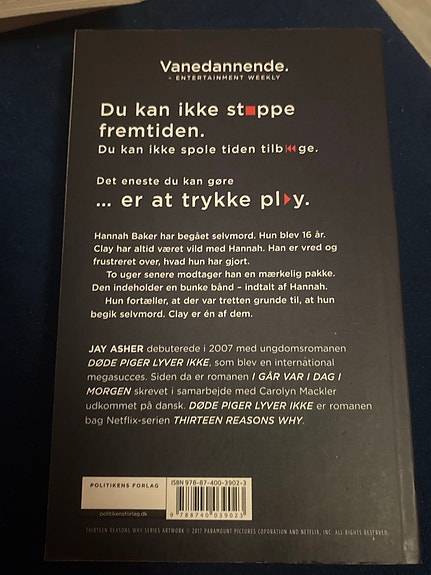 Vanedannende.
- ENTERTAINMENT WEEKLY
Du kan ikke stoppe
fremtiden.
Du kan ikke spole tiden tilbage.
Det eneste du kan gøre
... er at trykke play.
Hannah Baker har begået selvmord. Hun blev 16 år.
Clay har altid været vild med Hannah. Han er vred og
frustreret over, hvad hun har gjort.
To uger senere modtager han en mærkelig pakke.
Den indeholder en bunke bånd – indtalt af Hannah.
Hun fortæller, at der var tretten grunde til, at hun
begik selvmord. Clay er én af dem.
JAY ASHER debuterede i 2007 med ungdomsromanen
DØDE PIGER LYVER IKKE, som blev en international
megasucces. Siden da er romanen I GÅR VAR I DAG I
MORGEN skrevet i samarbejde med Carolyn Mackler
udkommet på dansk. DØDE PIGER LYVER IKKE er romanen
bag Netflix-serien THIRTEEN REASONS WHY.
POLITIKENS FORLAG
politikensforlag.dk
ISBN 978-87-400-3902-3
9 788740 039023
THIRTEEN REASONS WHY SERIES ARTWORK © 2017 PARAMOUNT PICTURES COPORATION AND NETFLIX, INC. ALL RIGHTS RESERVED.